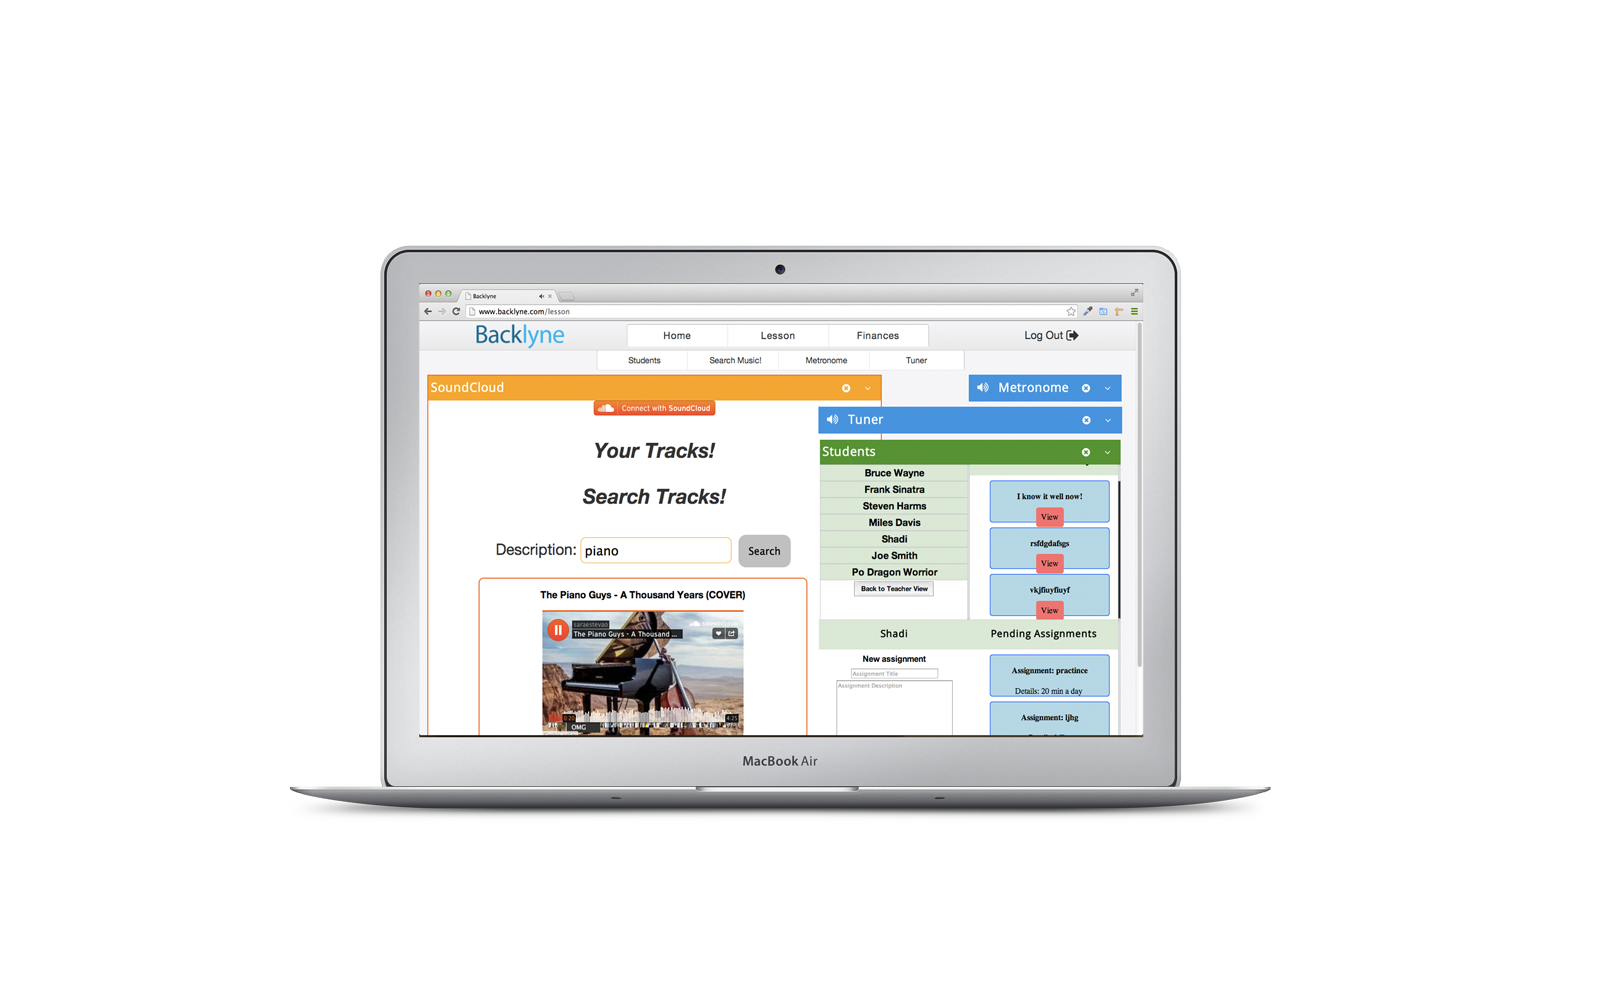 Backlyne
www.backlyne.com/lesson
Backlyne
Home
Lesson
Finances
Log Out
Students
Search Music!
Metronome
Tuner
SoundCloud
Connect with SoundCloud
Your Tracks!
Search Tracks!
Description:
piano
Search
The Piano Guys - A Thousand Years (COVER)
saraestevao
The Piano Guys - A Thousand ...
0:20
4:25
OMG
Metronome
Tuner
Students
Bruce Wayne
Frank Sinatra
Steven Harms
Miles Davis
Shadi
Joe Smith
Po Dragon Worrior
Back to Teacher View
I know it well now!
View
rsfdgdafsgs
View
vkjfiuyfiuyf
View
Shadi
Pending Assignments
New assignment
Assignment Title
Assignment Description
Assignment: practince
Details: 20 min a day
Assignment: ljhg
MacBook Air